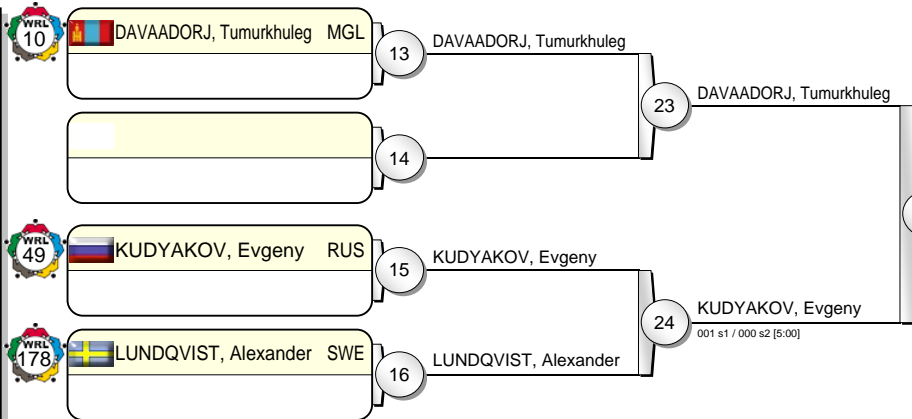 WRL
10
DAVAADORJ, Tumurkhuleg MGL
13
DAVAADORJ, Tumurkhuleg
23
DAVAADORJ, Tumurkhuleg
14
WRL
49
KUDYAKOV, Evgeny RUS
15
KUDYAKOV, Evgeny
24
KUDYAKOV, Evgeny
001 s1 / 000 s2 [5:00]
WRL
178
LUNDQVIST, Alexander SWE
16
LUNDQVIST, Alexander